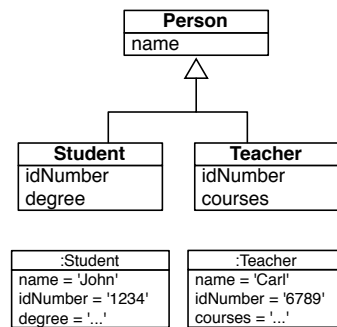 Person
name
Student
idNumber
degree
Teacher
idNumber
courses
:Student
name = 'John'
idNumber = '1234'
degree = '...'
:Teacher
name = 'Carl'
idNumber = '6789'
courses = '...'